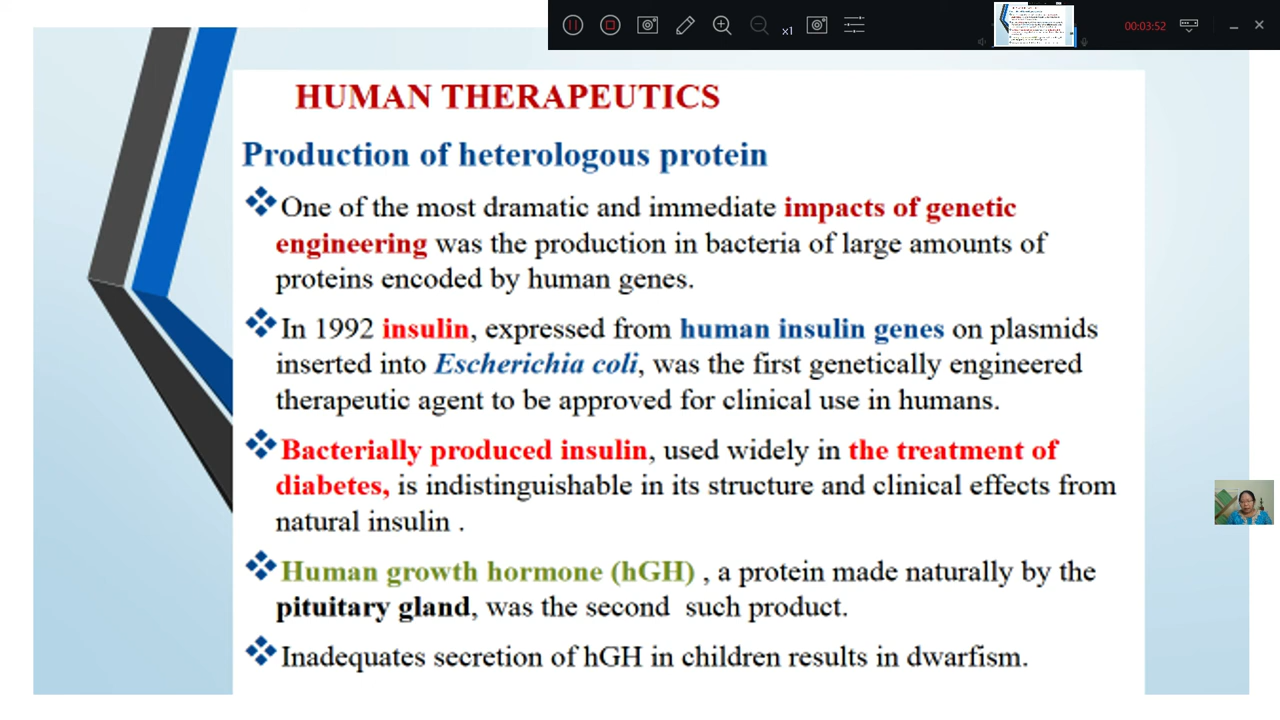 x1
00:03:52
HUMAN THERAPEUTICS
Production of heterologous protein
One of the most dramatic and immediate impacts of genetic
engineering was the production in bacteria of large amounts of
proteins encoded by human genes.
In 1992 insulin, expressed from human insulin genes on plasmids
inserted into Escherichia coli, was the first genetically engineered
therapeutic agent to be approved for clinical use in humans.
Bacterially produced insulin, used widely in the treatment of
diabetes, is indistinguishable in its structure and clinical effects from
natural insulin .
Human growth hormone (hGH) , a protein made naturally by the
pituitary gland, was the second such product.
Inadequates secretion of hGH in children results in dwarfism.